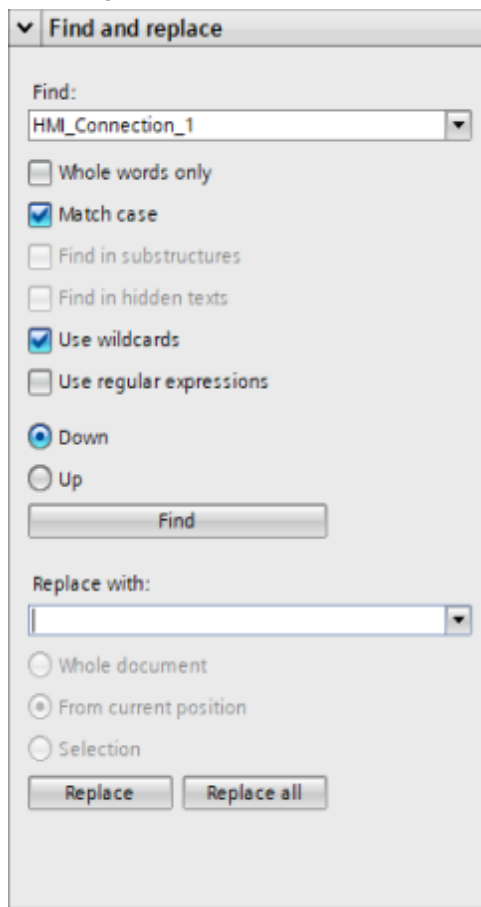 Find and replace
Find:
HMI_Connection_1
Whole words only
Match case
Find in substructures
Find in hidden texts
Use wildcards
Use regular expressions
Down
Up
Find
Replace with:
Whole document
From current position
Selection
Replace Replace all